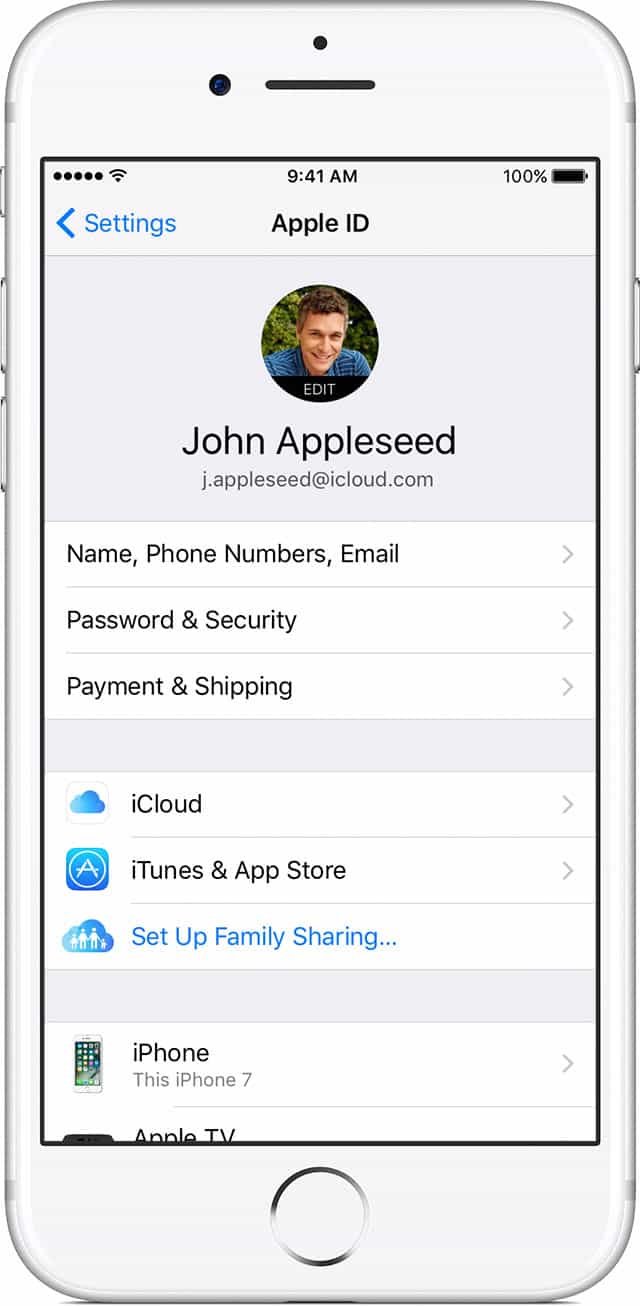 9:41 AM 100%
Settings Apple ID
EDIT
John Appleseed
j.appleseed@icloud.com
Name, Phone Numbers, Email
Password & Security
Payment & Shipping
iCloud
iTunes & App Store
Set Up Family Sharing...
iPhone
This iPhone 7
Apple TV